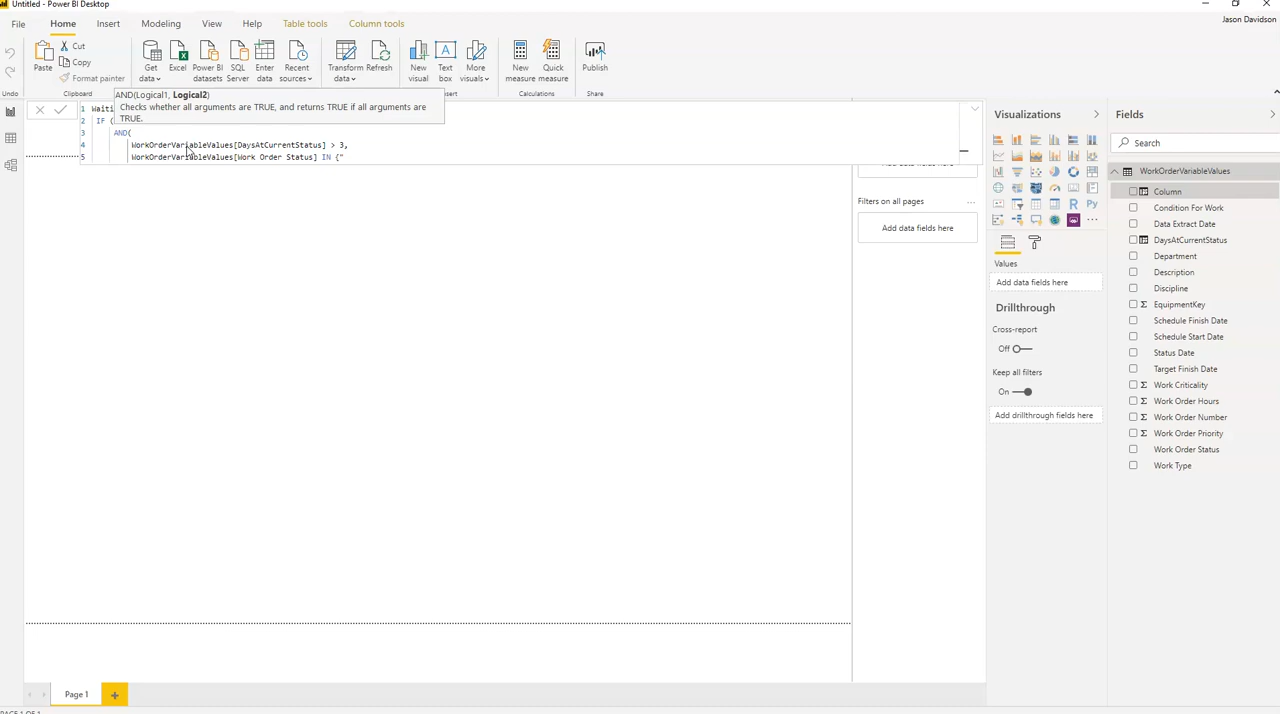 Untitled - Power BI Desktop
Jason Davidson
File Home Insert Modeling View Help Table tools Column tools
Paste
Cut
Copy
Format painter
Clipboard
Get data
Excel
Power BI datasets
SQL Server
Enter data
Recent sources
Transform data
Refresh
New visual
Text box
More visuals
New measure
Quick measure
Calculations
Publish
Share
Undo
AND(Logical1, Logical2)
Checks whether all arguments are TRUE, and returns TRUE if all arguments are
TRUE.
1
2 IF (
3 AND(
4 WorkOrderVariableValues[DaysAtCurrentStatus] > 3,
5 WorkOrderVariableValues[Work Order Status] IN {"
Filters on all pages
...
Add data fields here
Visualizations
R
Py
Values
Add data fields here
Drillthrough
Cross-report
Off
Keep all filters
On
Add drillthrough fields here
Fields
Search
WorkOrderVariableValues
Column
Condition For Work
Data Extract Date
DaysAtCurrentStatus
Department
Description
Discipline
Σ EquipmentKey
Schedule Finish Date
Schedule Start Date
Status Date
Target Finish Date
Σ Work Criticality
Σ Work Order Hours
Σ Work Order Number
Σ Work Order Priority
Work Order Status
Work Type
Page 1
+